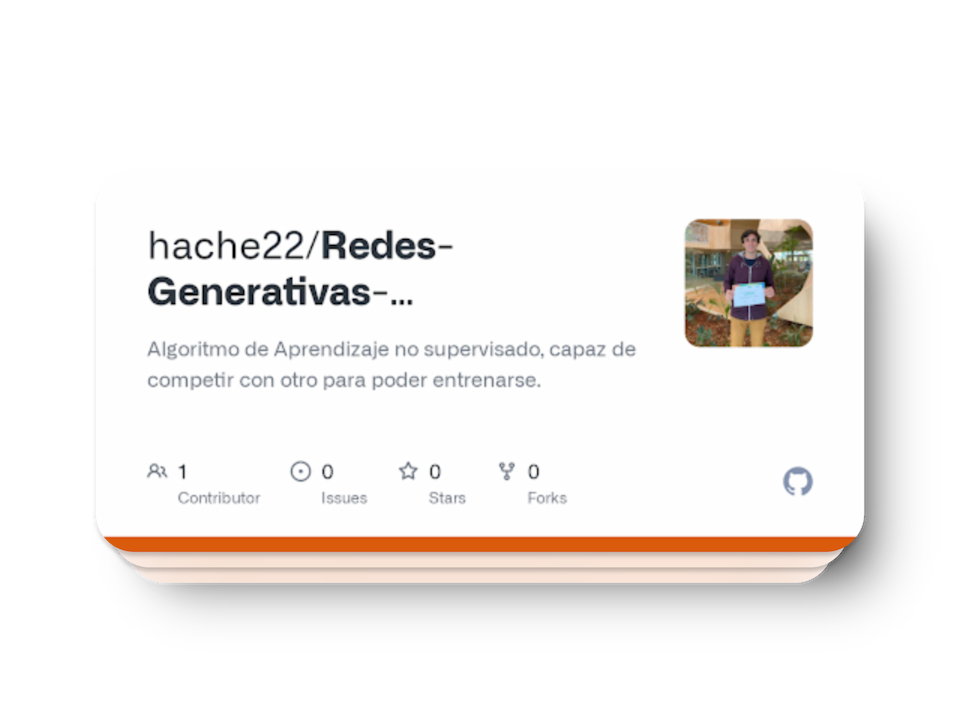 hache22/Redes-
Generativas-...
Algoritmo de Aprendizaje no supervisado, capaz de
competir con otro para poder entrenarse.
1 0 0 0
Contributor Issues Stars Forks